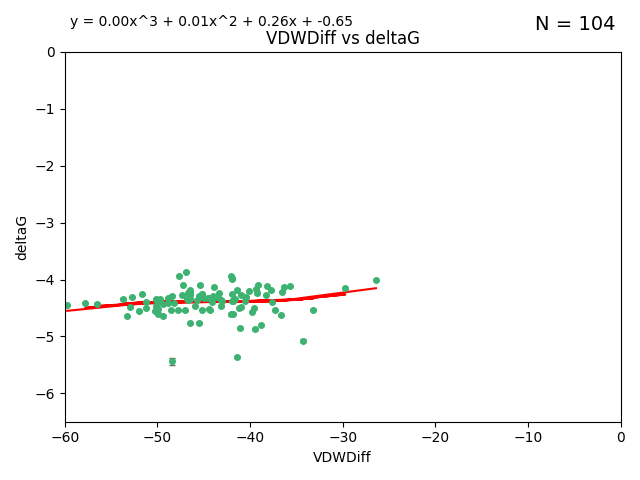 y = 0.00x^3 + 0.01x^2 + 0.26x + -0.65
N = 104
VDWDiff vs deltaG
0
−1
−2
−3
−4
−5
−6
deltaG
−60 −50 −40 −30 −20 −10 0
VDWDiff